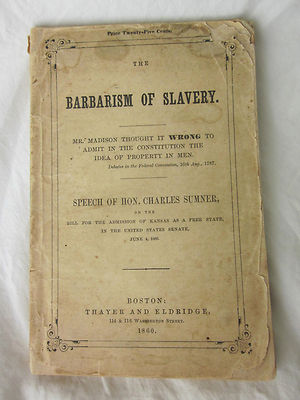 Price Twenty-Five Cents.
THE
BARBARISM OF SLAVERY.
MR. MADISON THOUGHT IT WRONG TO
ADMIT IN THE CONSTITUTION THE
IDEA OF PROPERTY IN MEN.
Debates in the Federal Convention, 25th Aug., 1787.
SPEECH OF HON. CHARLES SUMNER,
ON THE
BILL FOR THE ADMISSION OF KANSAS AS A FREE STATE,
IN THE UNITED STATES SENATE,
JUNE 4, 1860.
BOSTON:
THAYER AND ELDRIDGE,
114 & 116 WASHINGTON STREET.
1860.